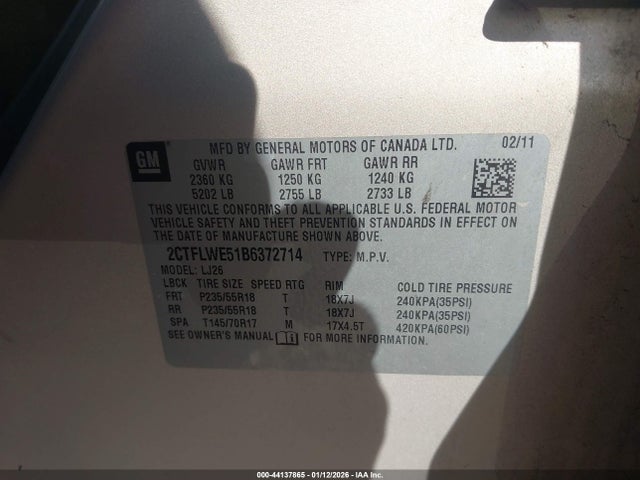 GM
MFD BY GENERAL MOTORS OF CANADA LTD. 02/11
GVWR GAWR FRT GAWR RR
2360 KG 1250 KG 1240 KG
5202 LB 2755 LB 2733 LB
THIS VEHICLE CONFORMS TO ALL APPLICABLE U.S. FEDERAL MOTOR
VEHICLE SAFETY AND THEFT PREVENTION STANDARDS IN EFFECT ON
THE DATE OF MANUFACTURE SHOWN ABOVE.
2CTFLWE51B6372714 TYPE: M.P.V.
MODEL: LJ26
LBCK TIRE SIZE SPEED RTG RIM COLD TIRE PRESSURE
FRT P235/55R18 T 18X7J 240KPA(35PSI)
RR P235/55R18 T 18X7J 240KPA(35PSI)
SPA T145/70R17 M 17X4.5T 420KPA(60PSI)
SEE OWNER'S MANUAL FOR MORE INFORMATION.
000-44137865 - 01/12/2026 - IAAI.COM